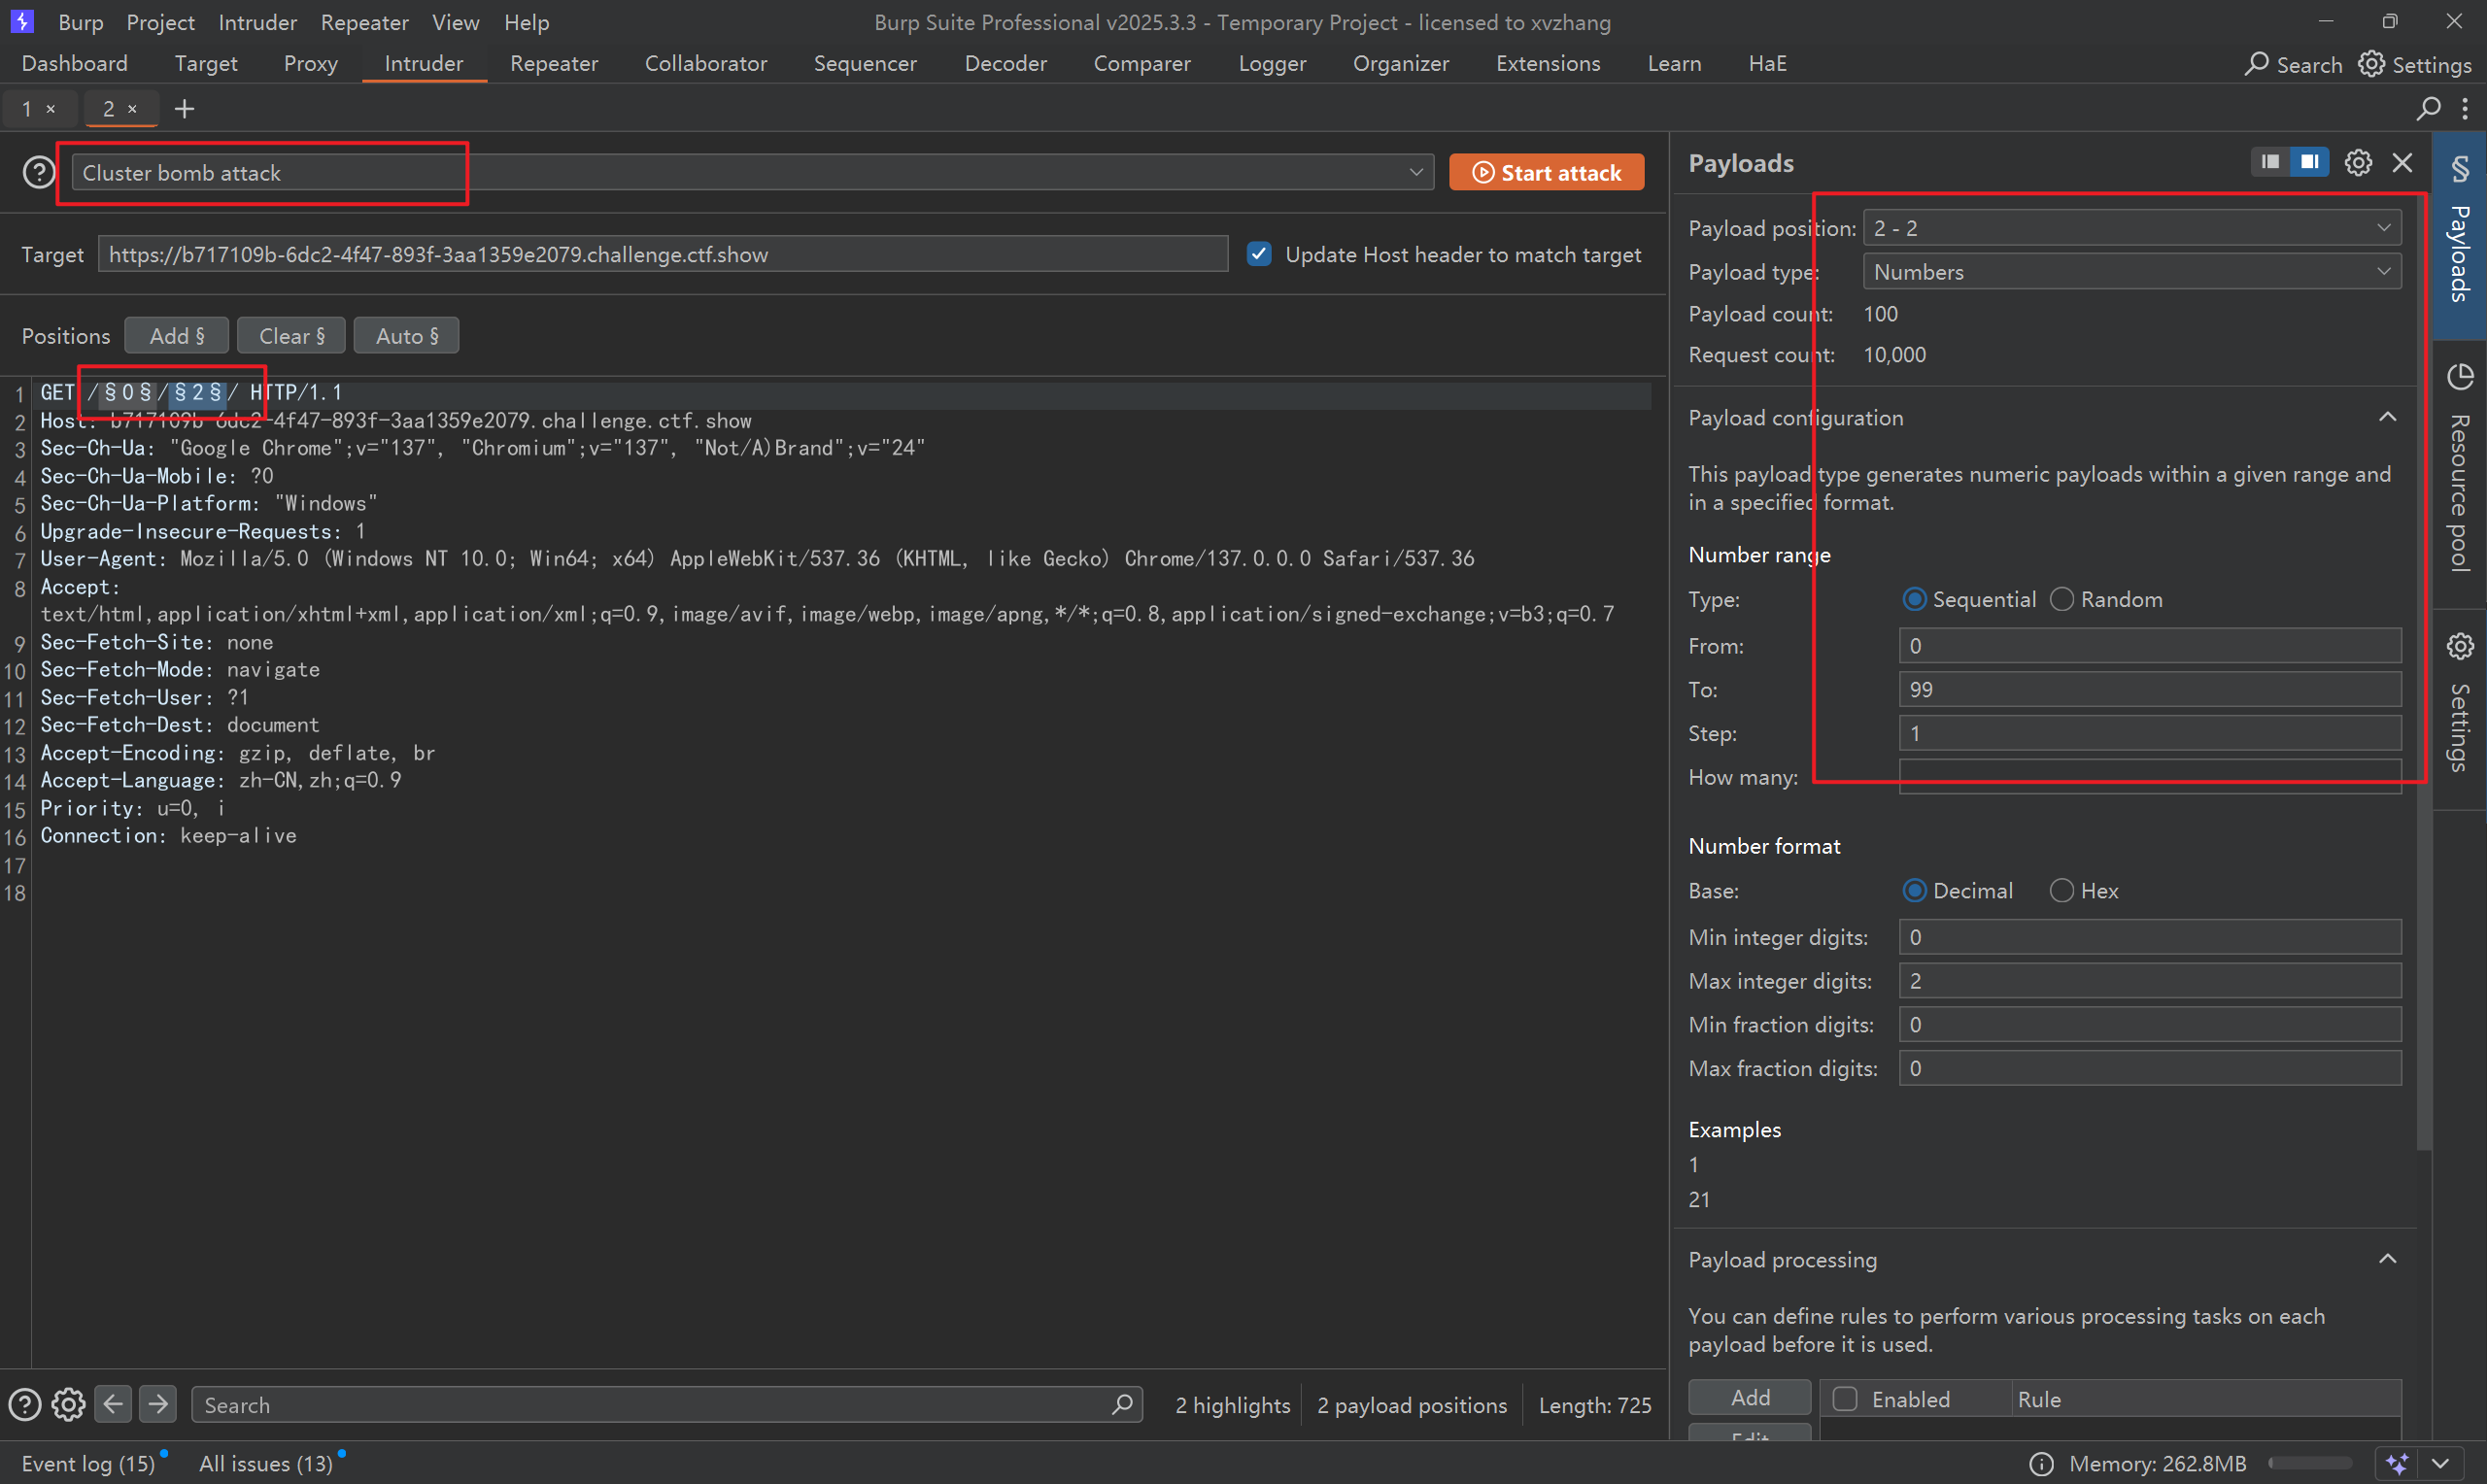 Burp Project Intruder Repeater View Help Burp Suite Professional v2025.3.3 - Temporary Project - licensed to xvzhang
Dashboard Target Proxy Intruder Repeater Collaborator Sequencer Decoder Comparer Logger Organizer Extensions Learn HaE Search Settings
1 × 2 × +
Cluster bomb attack Start attack
Target https://b717109b-6dc2-4f47-893f-3aa1359e2079.challenge.ctf.show Update Host header to match target
Positions Add § Clear § Auto §
1 GET /§0§/§2§/ HTTP/1.1
2 Host: b717109b-6dc2-4f47-893f-3aa1359e2079.challenge.ctf.show
3 Sec-Ch-Ua: "Google Chrome";v="137", "Chromium";v="137", "Not/A)Brand";v="24"
4 Sec-Ch-Ua-Mobile: ?0
5 Sec-Ch-Ua-Platform: "Windows"
6 Upgrade-Insecure-Requests: 1
7 User-Agent: Mozilla/5.0 (Windows NT 10.0; Win64; x64) AppleWebKit/537.36 (KHTML, like Gecko) Chrome/137.0.0.0 Safari/537.36
8 Accept:
text/html,application/xhtml+xml,application/xml;q=0.9,image/avif,image/webp,image/apng,*/*;q=0.8,application/signed-exchange;v=b3;q=0.7
9 Sec-Fetch-Site: none
10 Sec-Fetch-Mode: navigate
11 Sec-Fetch-User: ?1
12 Sec-Fetch-Dest: document
13 Accept-Encoding: gzip, deflate, br
14 Accept-Language: zh-CN,zh;q=0.9
15 Priority: u=0, i
16 Connection: keep-alive
17
18
Search 2 highlights 2 payload positions Length: 725
Payloads
Payload position: 2 - 2
Payload type: Numbers
Payload count: 100
Request count: 10,000
Payload configuration
This payload type generates numeric payloads within a given range and
in a specified format.
Number range
Type: Sequential Random
From: 0
To: 99
Step: 1
How many:
Number format
Base: Decimal Hex
Min integer digits: 0
Max integer digits: 2
Min fraction digits: 0
Max fraction digits: 0
Examples
1
21
Payload processing
You can define rules to perform various processing tasks on each
payload before it is used.
Add Enabled Rule
Edit
§ Payloads
Resource pool
Settings
Event log (15) All issues (13) Memory: 262.8MB